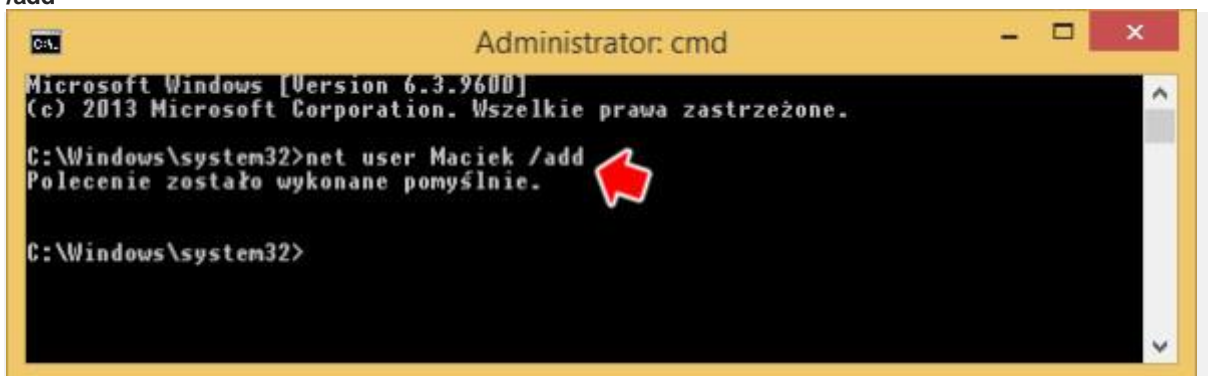 /add
Administrator: cmd
Microsoft Windows [Version 6.3.9600]
(c) 2013 Microsoft Corporation. Wszelkie prawa zastrzeżone.
C:\Windows\system32>net user Maciek /add
Polecenie zostało wykonane pomyślnie.
C:\Windows\system32>